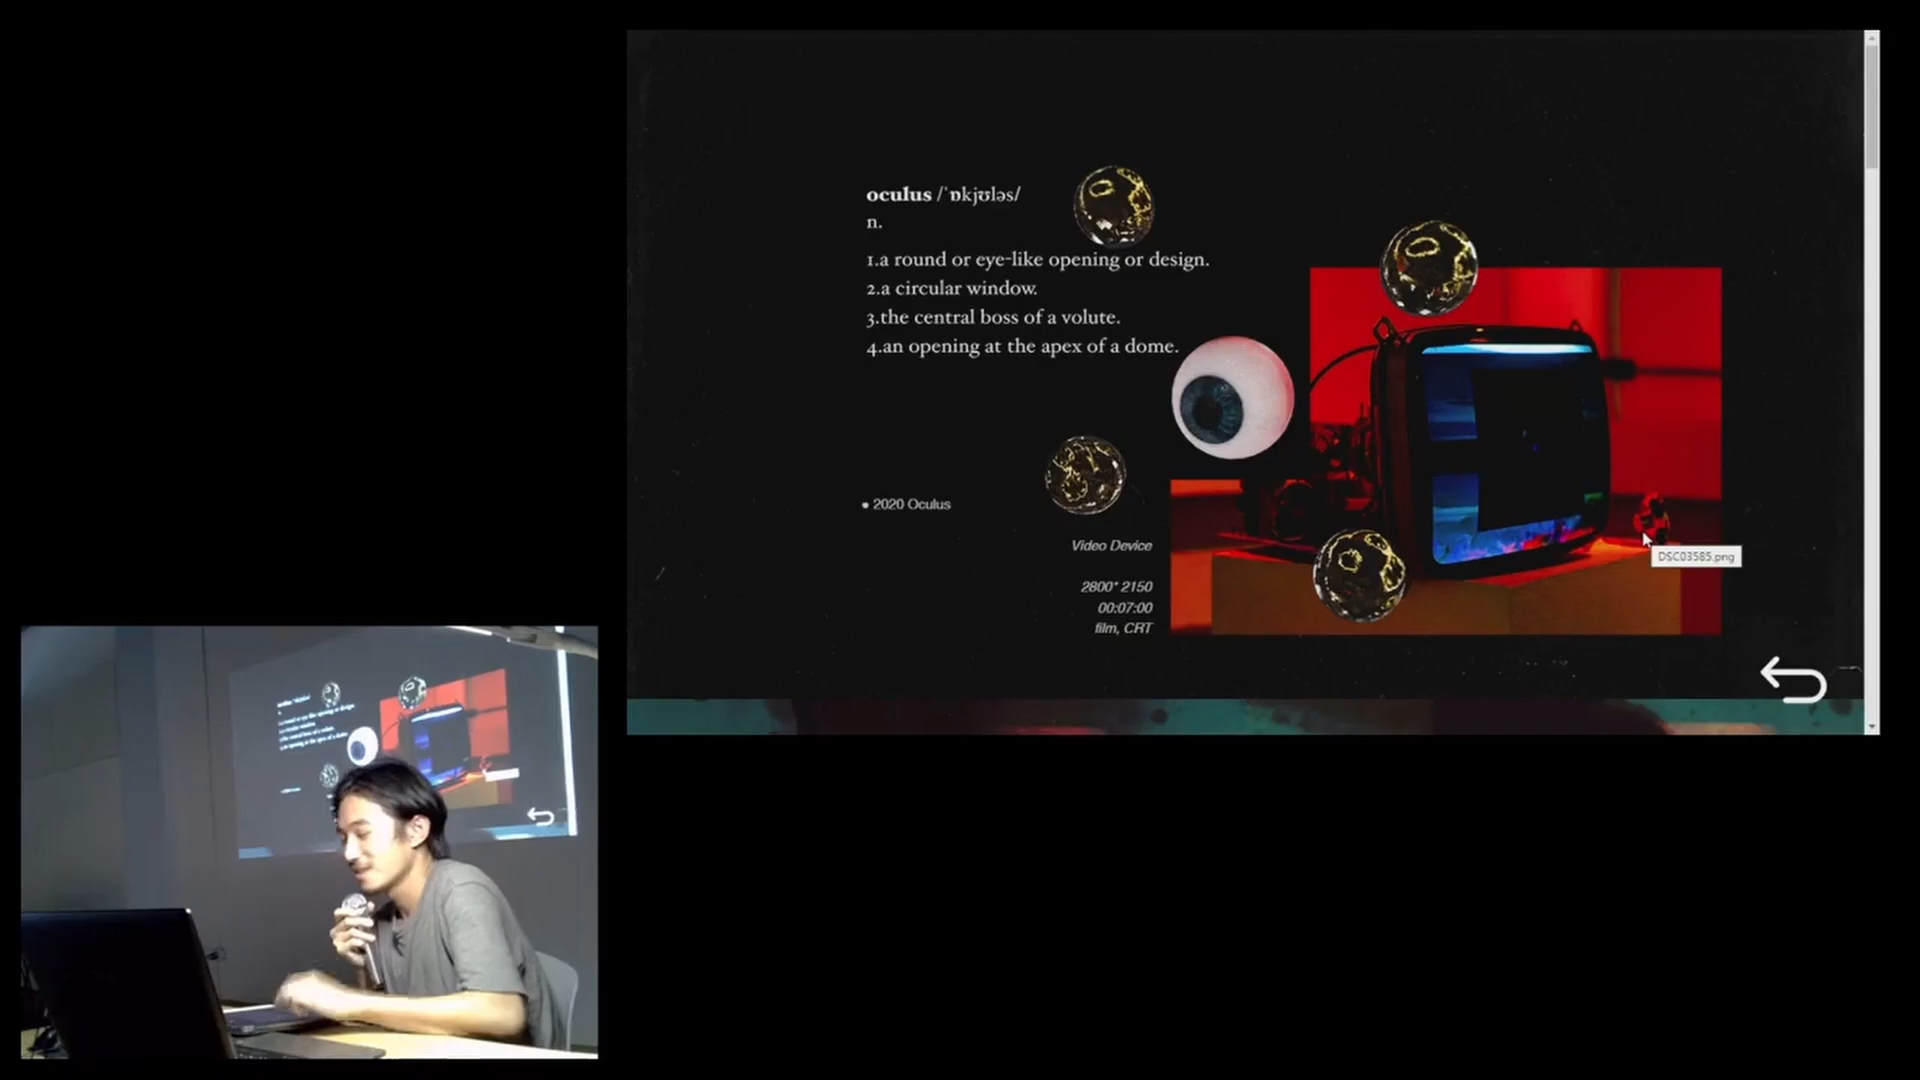 oculus /ˈɒkjʊləs/
n.
1.a round or eye-like opening or design.
2.a circular window.
3.the central boss of a volute.
4.an opening at the apex of a dome.
● 2020 Oculus
Video Device
2800* 2150
00:07:00
film, CRT
DSC03585.png